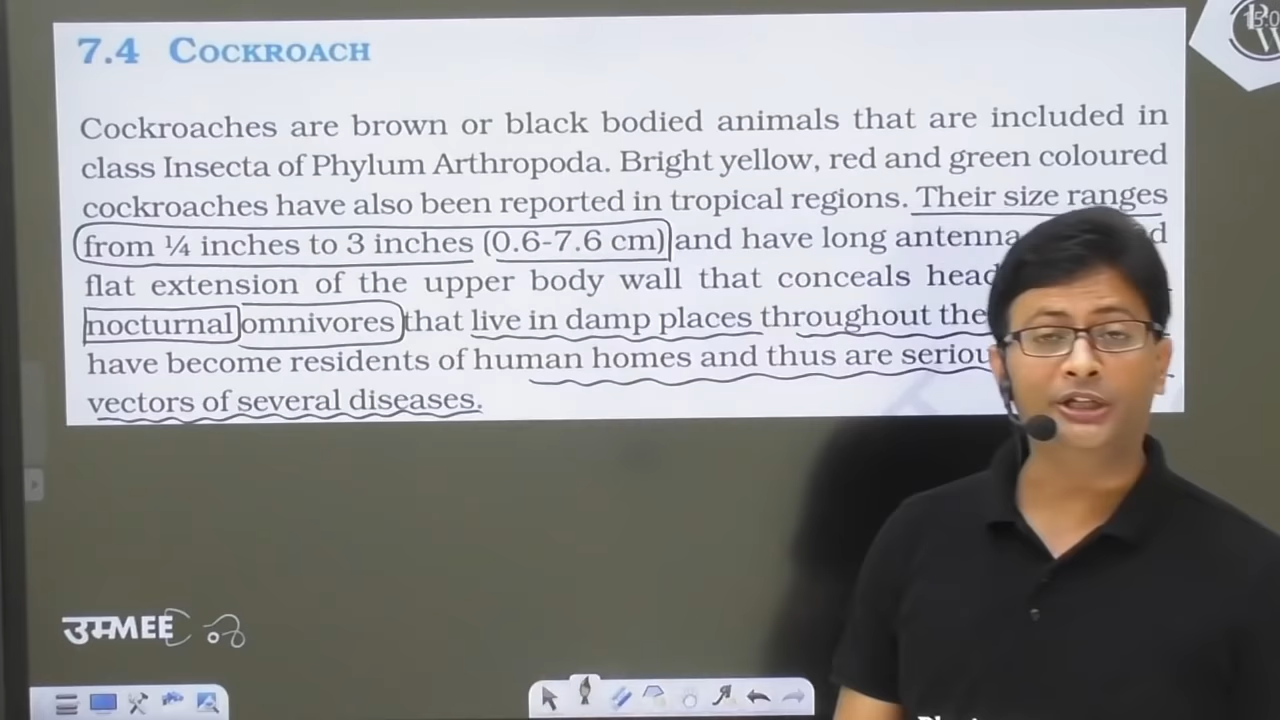 7.4 COCKROACH
Cockroaches are brown or black bodied animals that are included in
class Insecta of Phylum Arthropoda. Bright yellow, red and green coloured
cockroaches have also been reported in tropical regions. Their size ranges
from ¼ inches to 3 inches (0.6-7.6 cm) and have long
flat extension of the upper body wall that conceals head
nocturnal omnivores that live in damp places throughout the
have become residents of human homes and thus are
vectors of several diseases.
उम्MEE